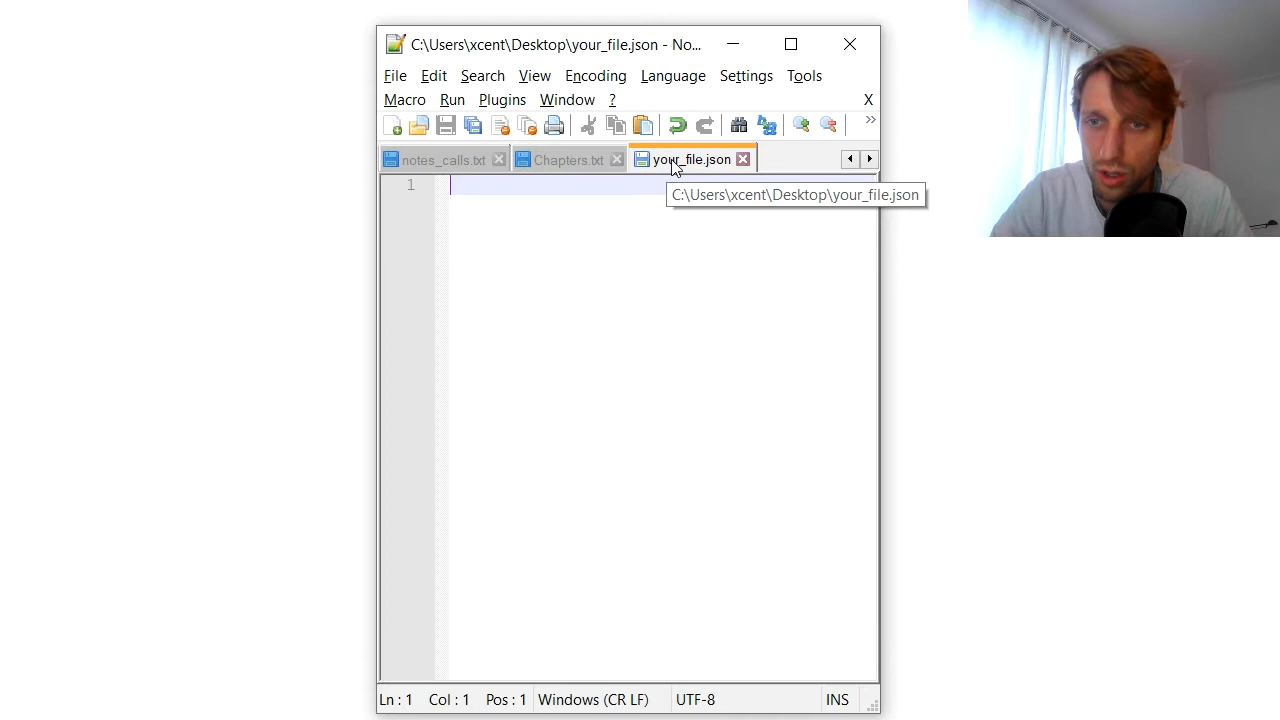 C:\Users\xcent\Desktop\your_file.json - No...
File Edit Search View Encoding Language Settings Tools
Macro Run Plugins Window ? X
notes_calls.txt Chapters.txt your_file.json
1
C:\Users\xcent\Desktop\your_file.json
Ln : 1 Col : 1 Pos : 1 Windows (CR LF) UTF-8 INS